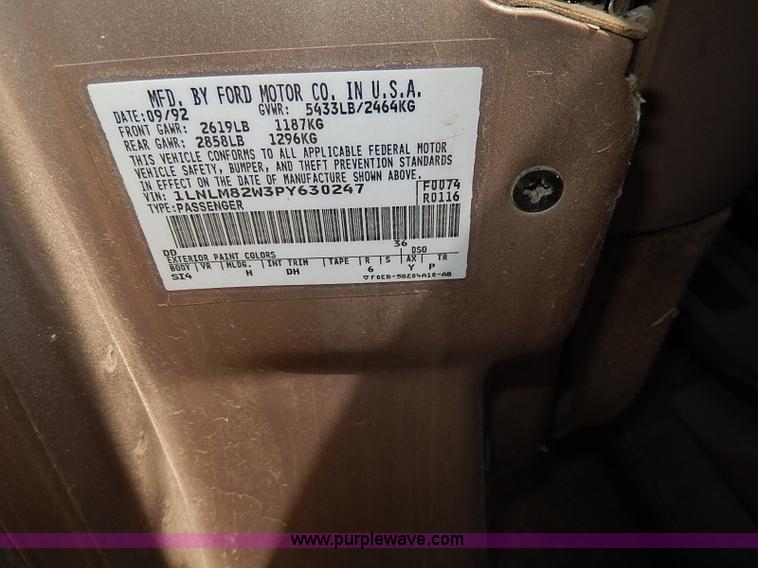 MFD. BY FORD MOTOR CO. IN U.S.A.
DATE: 09/92 GVWR: 5433LB/2464KG
FRONT GAWR: 2619LB 1187KG
REAR GAWR: 2858LB 1296KG
THIS VEHICLE CONFORMS TO ALL APPLICABLE FEDERAL MOTOR
VEHICLE SAFETY, BUMPER, AND THEFT PREVENTION STANDARDS
IN EFFECT ON THE DATE OF MANUFACTURE SHOWN ABOVE.
VIN: 1LNLM82W3PY630247 F0074
TYPE: PASSENGER R0116
DD 36
EXTERIOR PAINT COLORS DSO
BODY VR MLDG. INT TRIM TAPE R S AX TR
SI4 H DH 6 Y P
F0EB-58204A10-AB
www.purplewave.com